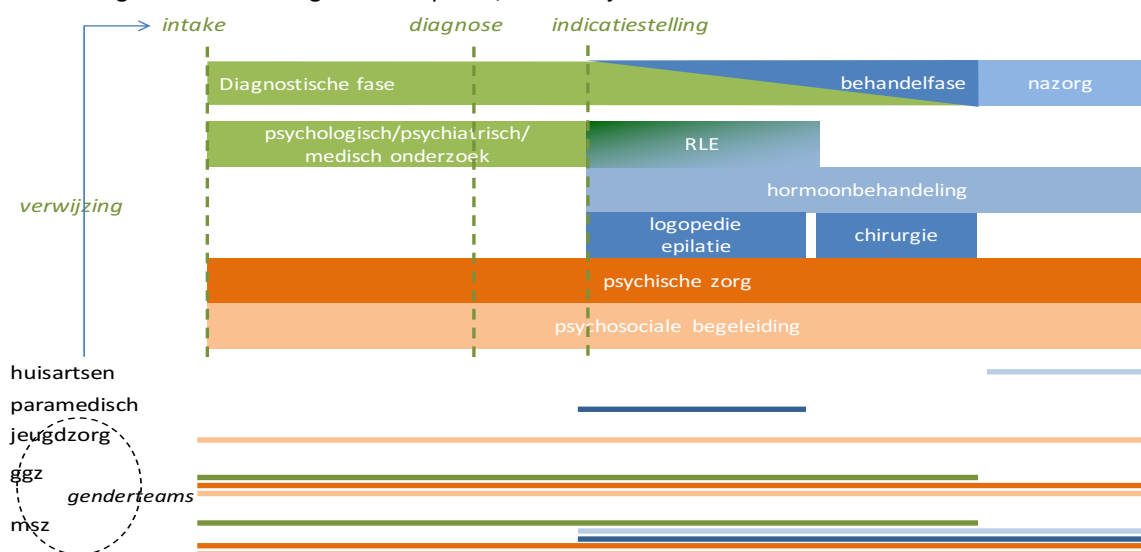 intake diagnose indicatiestelling
Diagnostische fase behandelfase nazorg
psychologisch/psychiatrisch/
medisch onderzoek
RLE
verwijzing
hormoonbehandeling
logopedie
epilatie
chirurgie
psychische zorg
psychosociale begeleiding
huisartsen
paramedisch
jeugdzorg
ggz
genderteams
msz